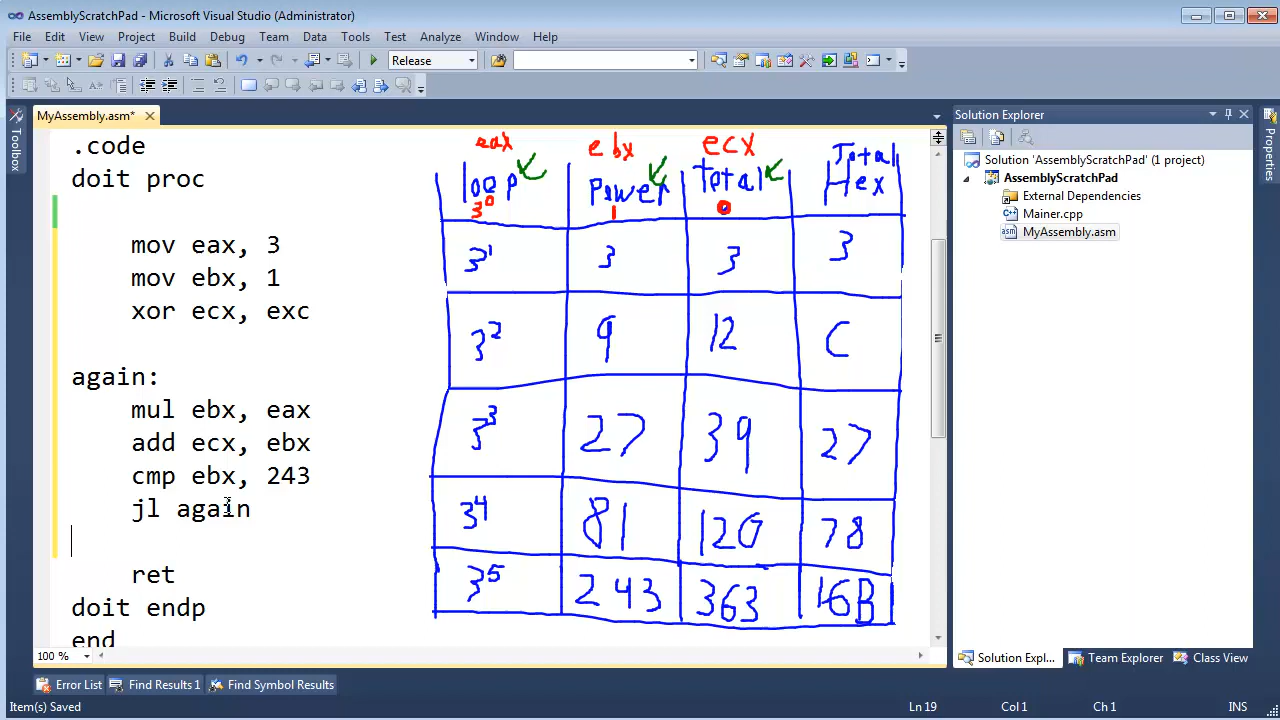 AssemblyScratchPad - Microsoft Visual Studio (Administrator)
File Edit View Project Build Debug Team Data Tools Test Analyze Window Help
Release
MyAssembly.asm*
.code
doit proc
mov eax, 3
mov ebx, 1
xor ecx, exc
again:
mul ebx, eax
add ecx, ebx
cmp ebx, 243
jl again
ret
doit endp
end
eax ebx ecx
loop Power Total Total Hex
3⁰ 1 0
3¹ 3 3 3
3² 9 12 C
3³ 27 39 27
3⁴ 81 120 78
3⁵ 243 363 16B
100 %
Toolbox
Solution Explorer
Solution 'AssemblyScratchPad' (1 project)
AssemblyScratchPad
External Dependencies
Mainer.cpp
MyAssembly.asm
Properties
Solution Expl... Team Explorer Class View
Error List Find Results 1 Find Symbol Results
Item(s) Saved Ln 19 Col 1 Ch 1 INS